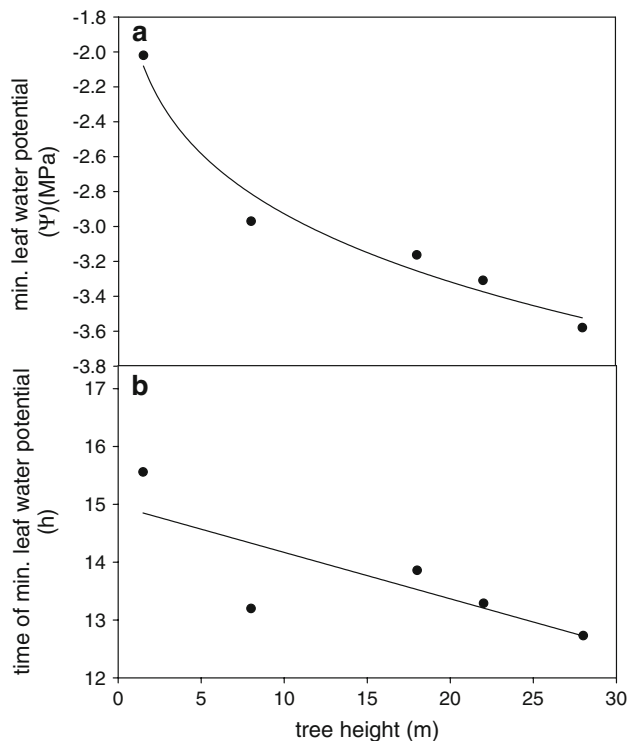 a
min. leaf water potential
(Ψ)(MPa)
-1.8
-2.0
-2.2
-2.4
-2.6
-2.8
-3.0
-3.2
-3.4
-3.6
-3.8
b
time of min. leaf water potential
(h)
17
16
15
14
13
12
0 5 10 15 20 25 30
tree height (m)